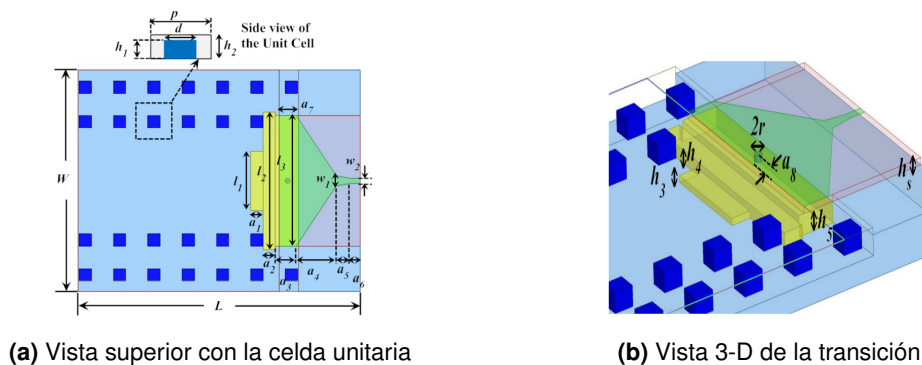 p
d
h1
h2
Side view of
the Unit Cell
a7
W
l1
l2
l3
w1
w2
a1
a2
a3
a4
a5
a6
L
2r
h4
a8
h3
hs
h5
(a) Vista superior con la celda unitaria
(b) Vista 3-D de la transición